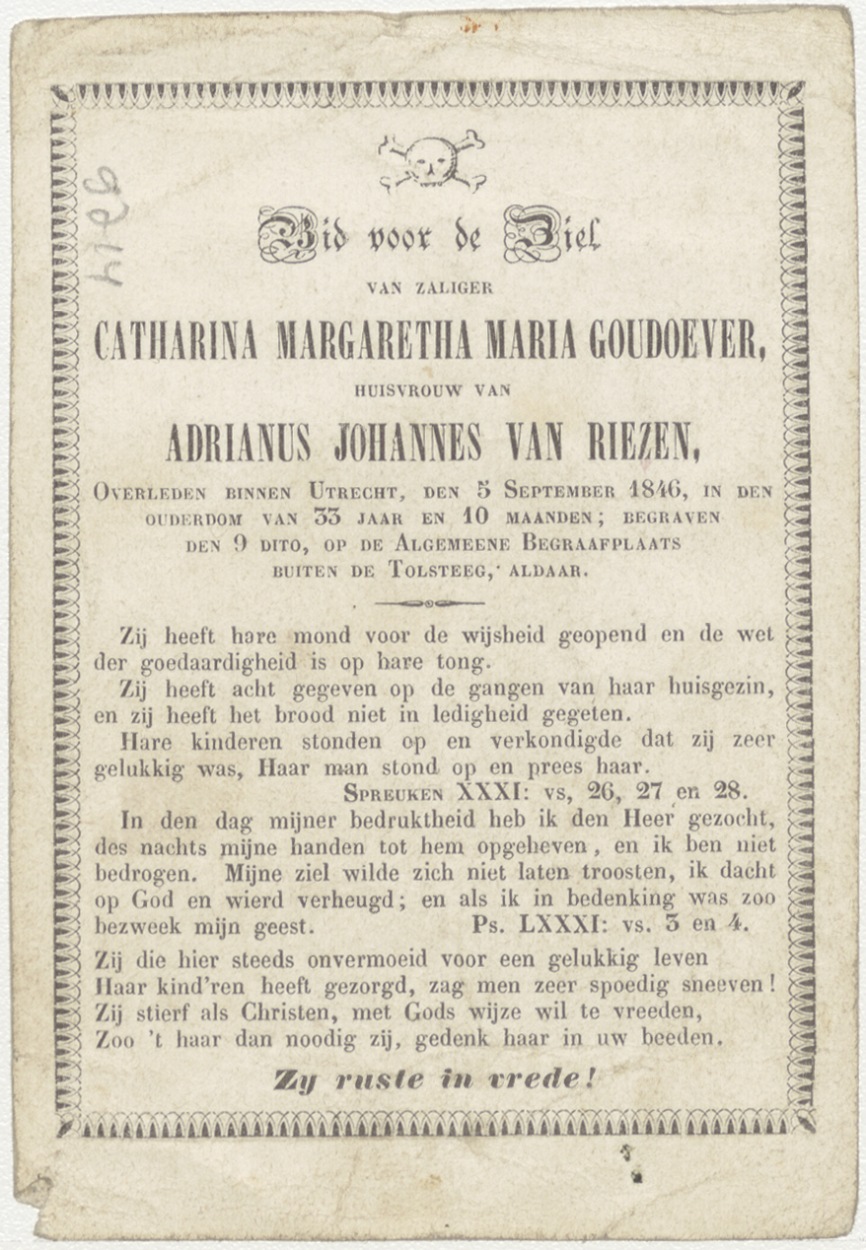 Bid voor de Ziel
VAN ZALIGER
CATHARINA MARGARETHA MARIA GOUDOEVER,
HUISVROUW VAN
ADRIANUS JOHANNES VAN RIEZEN,
OVERLEDEN BINNEN UTRECHT, DEN 5 SEPTEMBER 1846, IN DEN
OUDERDOM VAN 33 JAAR EN 10 MAANDEN; BEGRAVEN
DEN 9 DITO, OP DE ALGEMEENE BEGRAAFPLAATS
BUITEN DE TOLSTEEG, ALDAAR.
Zij heeft hare mond voor de wijsheid geopend en de wet
der goedaardigheid is op hare tong.
Zij heeft acht gegeven op de gangen van haar huisgezin,
en zij heeft het brood niet in ledigheid gegeten.
Hare kinderen stonden op en verkondigde dat zij zeer
gelukkig was, Haar man stond op en prees haar.
SPREUKEN XXXI: vs, 26, 27 en 28.
In den dag mijner bedruktheid heb ik den Heer gezocht,
des nachts mijne handen tot hem opgeheven, en ik ben niet
bedrogen. Mijne ziel wilde zich niet laten troosten, ik dacht
op God en wierd verheugd; en als ik in bedenking was zoo
bezweek mijn geest. Ps. LXXXI: vs. 3 en 4.
Zij die hier steeds onvermoeid voor een gelukkig leven
Haar kind'ren heeft gezorgd, zag men zeer spoedig sneeven!
Zij stierf als Christen, met Gods wijze wil te vreeden,
Zoo 't haar dan noodig zij, gedenk haar in uw beeden.
Zy ruste in vrede!